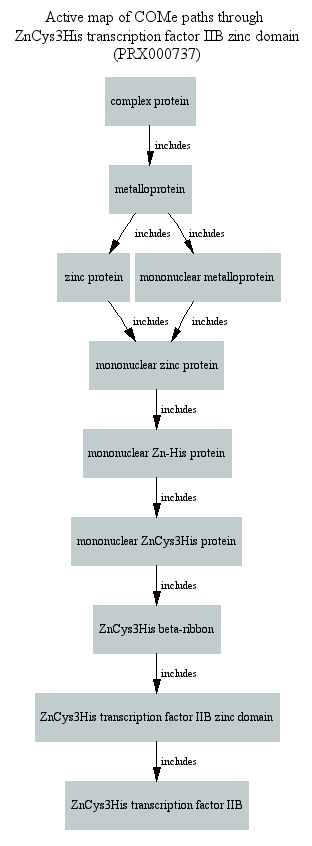 Active map of COMe paths through
ZnCys3His transcription factor IIB zinc domain
(PRX000737)
complex protein
includes
metalloprotein
includes
includes
zinc protein
mononuclear metalloprotein
includes
includes
mononuclear zinc protein
includes
mononuclear Zn-His protein
includes
mononuclear ZnCys3His protein
includes
ZnCys3His beta-ribbon
includes
ZnCys3His transcription factor IIB zinc domain
includes
ZnCys3His transcription factor IIB